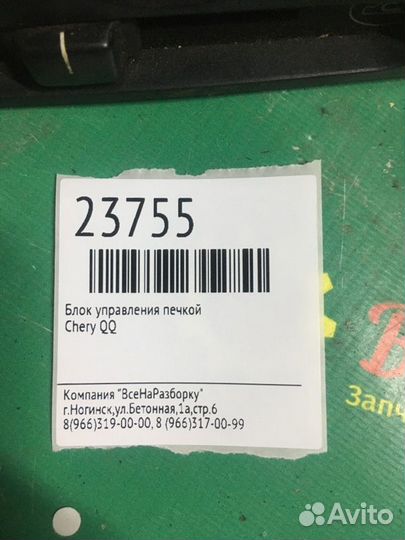 23755
Блок управления печкой
Chery QQ
Компания "ВсеНаРазборку"
г.Ногинск,ул.Бетонная,1а,стр.6
8(966)319-00-00, 8 (966)317-00-99
Запч
Avito